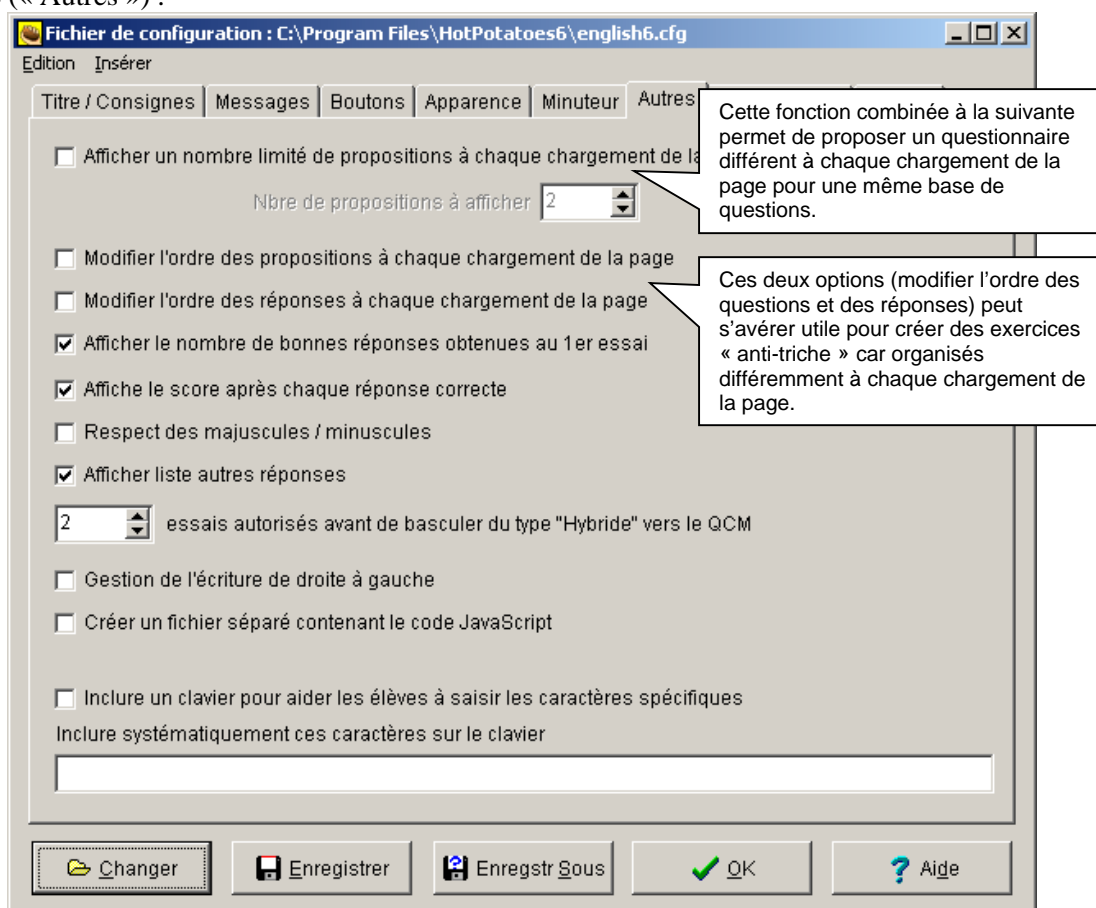 (« Autres ») :
Fichier de configuration : C:\Program Files\HotPotatoes6\english6.cfg
Edition Insérer
Titre / Consignes Messages Boutons Apparence Minuteur Autres
Cette fonction combinée à la suivante
permet de proposer un questionnaire
différent à chaque chargement de la
page pour une même base de
questions.
Afficher un nombre limité de propositions à chaque chargement de la
Nbre de propositions à afficher 2
Modifier l'ordre des propositions à chaque chargement de la page
Modifier l'ordre des réponses à chaque chargement de la page
Ces deux options (modifier l'ordre des
questions et des réponses) peut
s'avérer utile pour créer des exercices
« anti-triche » car organisés
différemment à chaque chargement de
la page.
Afficher le nombre de bonnes réponses obtenues au 1er essai
Affiche le score après chaque réponse correcte
Respect des majuscules / minuscules
Afficher liste autres réponses
2 essais autorisés avant de basculer du type "Hybride" vers le QCM
Gestion de l'écriture de droite à gauche
Créer un fichier séparé contenant le code JavaScript
Inclure un clavier pour aider les élèves à saisir les caractères spécifiques
Inclure systématiquement ces caractères sur le clavier
Changer Enregistrer Enregstr Sous OK Aide